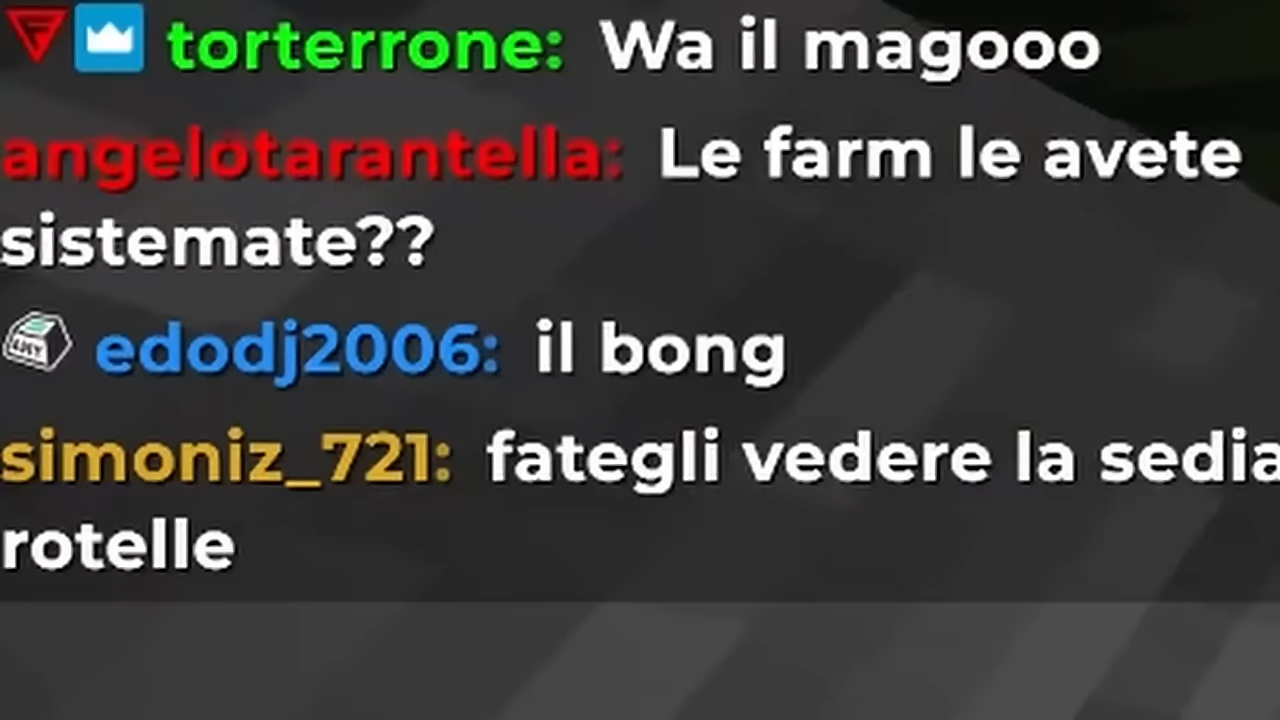 torterrone: Wa il magooo
angelotarantella: Le farm le avete
sistemate??
edodj2006: il bong
simoniz_721: fategli vedere la sedia
rotelle